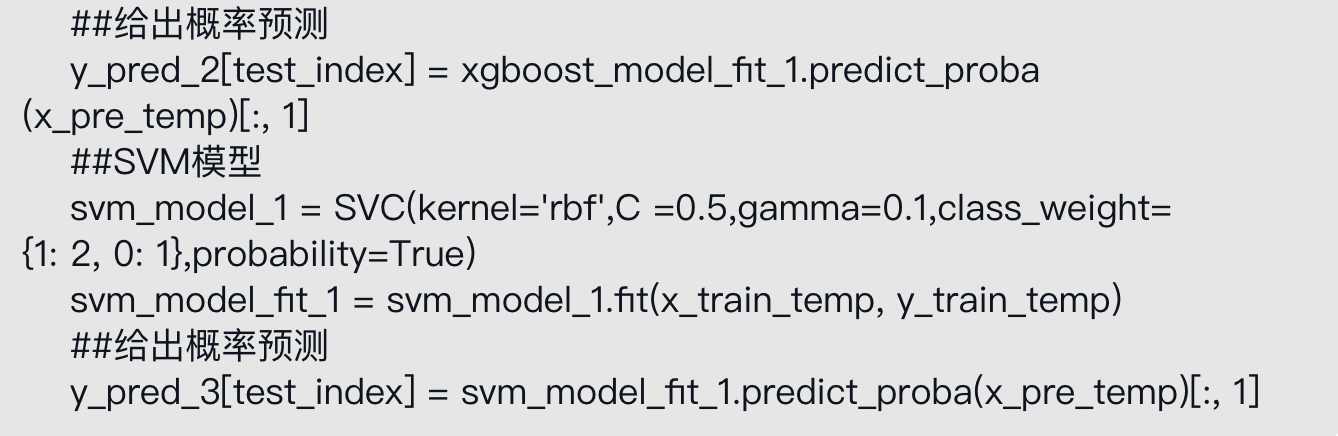 ##给出概率预测
y_pred_2[test_index] = xgboost_model_fit_1.predict_proba
(x_pre_temp)[:, 1]
##SVM模型
svm_model_1 = SVC(kernel='rbf',C =0.5,gamma=0.1,class_weight=
{1: 2, 0: 1},probability=True)
svm_model_fit_1 = svm_model_1.fit(x_train_temp, y_train_temp)
##给出概率预测
y_pred_3[test_index] = svm_model_fit_1.predict_proba(x_pre_temp)[:, 1]